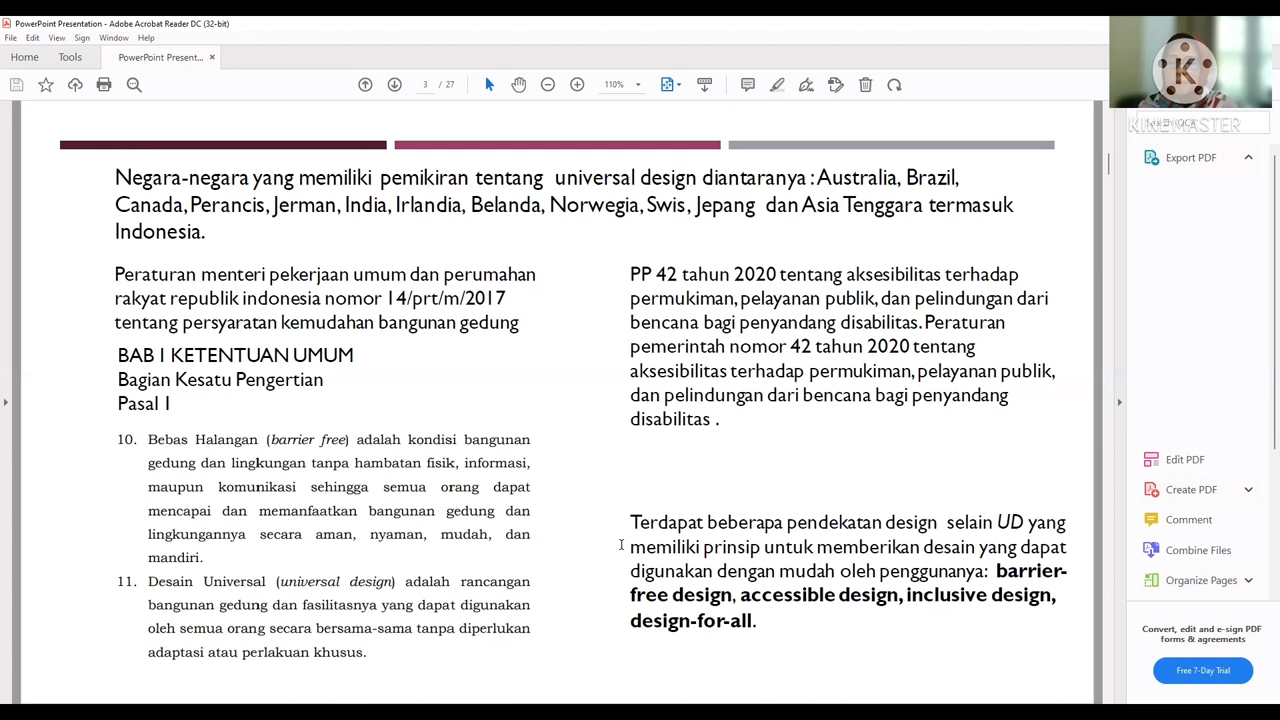 PowerPoint Presentation - Adobe Acrobat Reader DC (32-bit)
File Edit View Sign Window Help
Home Tools PowerPoint Present... ×
3 / 27 110%
K
KINEMASTER
Export PDF
Negara-negara yang memiliki pemikiran tentang universal design diantaranya : Australia, Brazil,
Canada, Perancis, Jerman, India, Irlandia, Belanda, Norwegia, Swis, Jepang dan Asia Tenggara termasuk
Indonesia.
Peraturan menteri pekerjaan umum dan perumahan
rakyat republik indonesia nomor 14/prt/m/2017
tentang persyaratan kemudahan bangunan gedung
BAB I KETENTUAN UMUM
Bagian Kesatu Pengertian
Pasal I
10. Bebas Halangan (barrier free) adalah kondisi bangunan
gedung dan lingkungan tanpa hambatan fisik, informasi,
maupun komunikasi sehingga semua orang dapat
mencapai dan memanfaatkan bangunan gedung dan
lingkungannya secara aman, nyaman, mudah, dan
mandiri.
11. Desain Universal (universal design) adalah rancangan
bangunan gedung dan fasilitasnya yang dapat digunakan
oleh semua orang secara bersama-sama tanpa diperlukan
adaptasi atau perlakuan khusus.
PP 42 tahun 2020 tentang aksesibilitas terhadap
permukiman, pelayanan publik, dan pelindungan dari
bencana bagi penyandang disabilitas. Peraturan
pemerintah nomor 42 tahun 2020 tentang
aksesibilitas terhadap permukiman, pelayanan publik,
dan pelindungan dari bencana bagi penyandang
disabilitas .
Terdapat beberapa pendekatan design selain UD yang
memiliki prinsip untuk memberikan desain yang dapat
digunakan dengan mudah oleh penggunanya: barrier-
free design, accessible design, inclusive design,
design-for-all.
Edit PDF
Create PDF
Comment
Combine Files
Organize Pages
Convert, edit and e-sign PDF
forms & agreements
Free 7-Day Trial